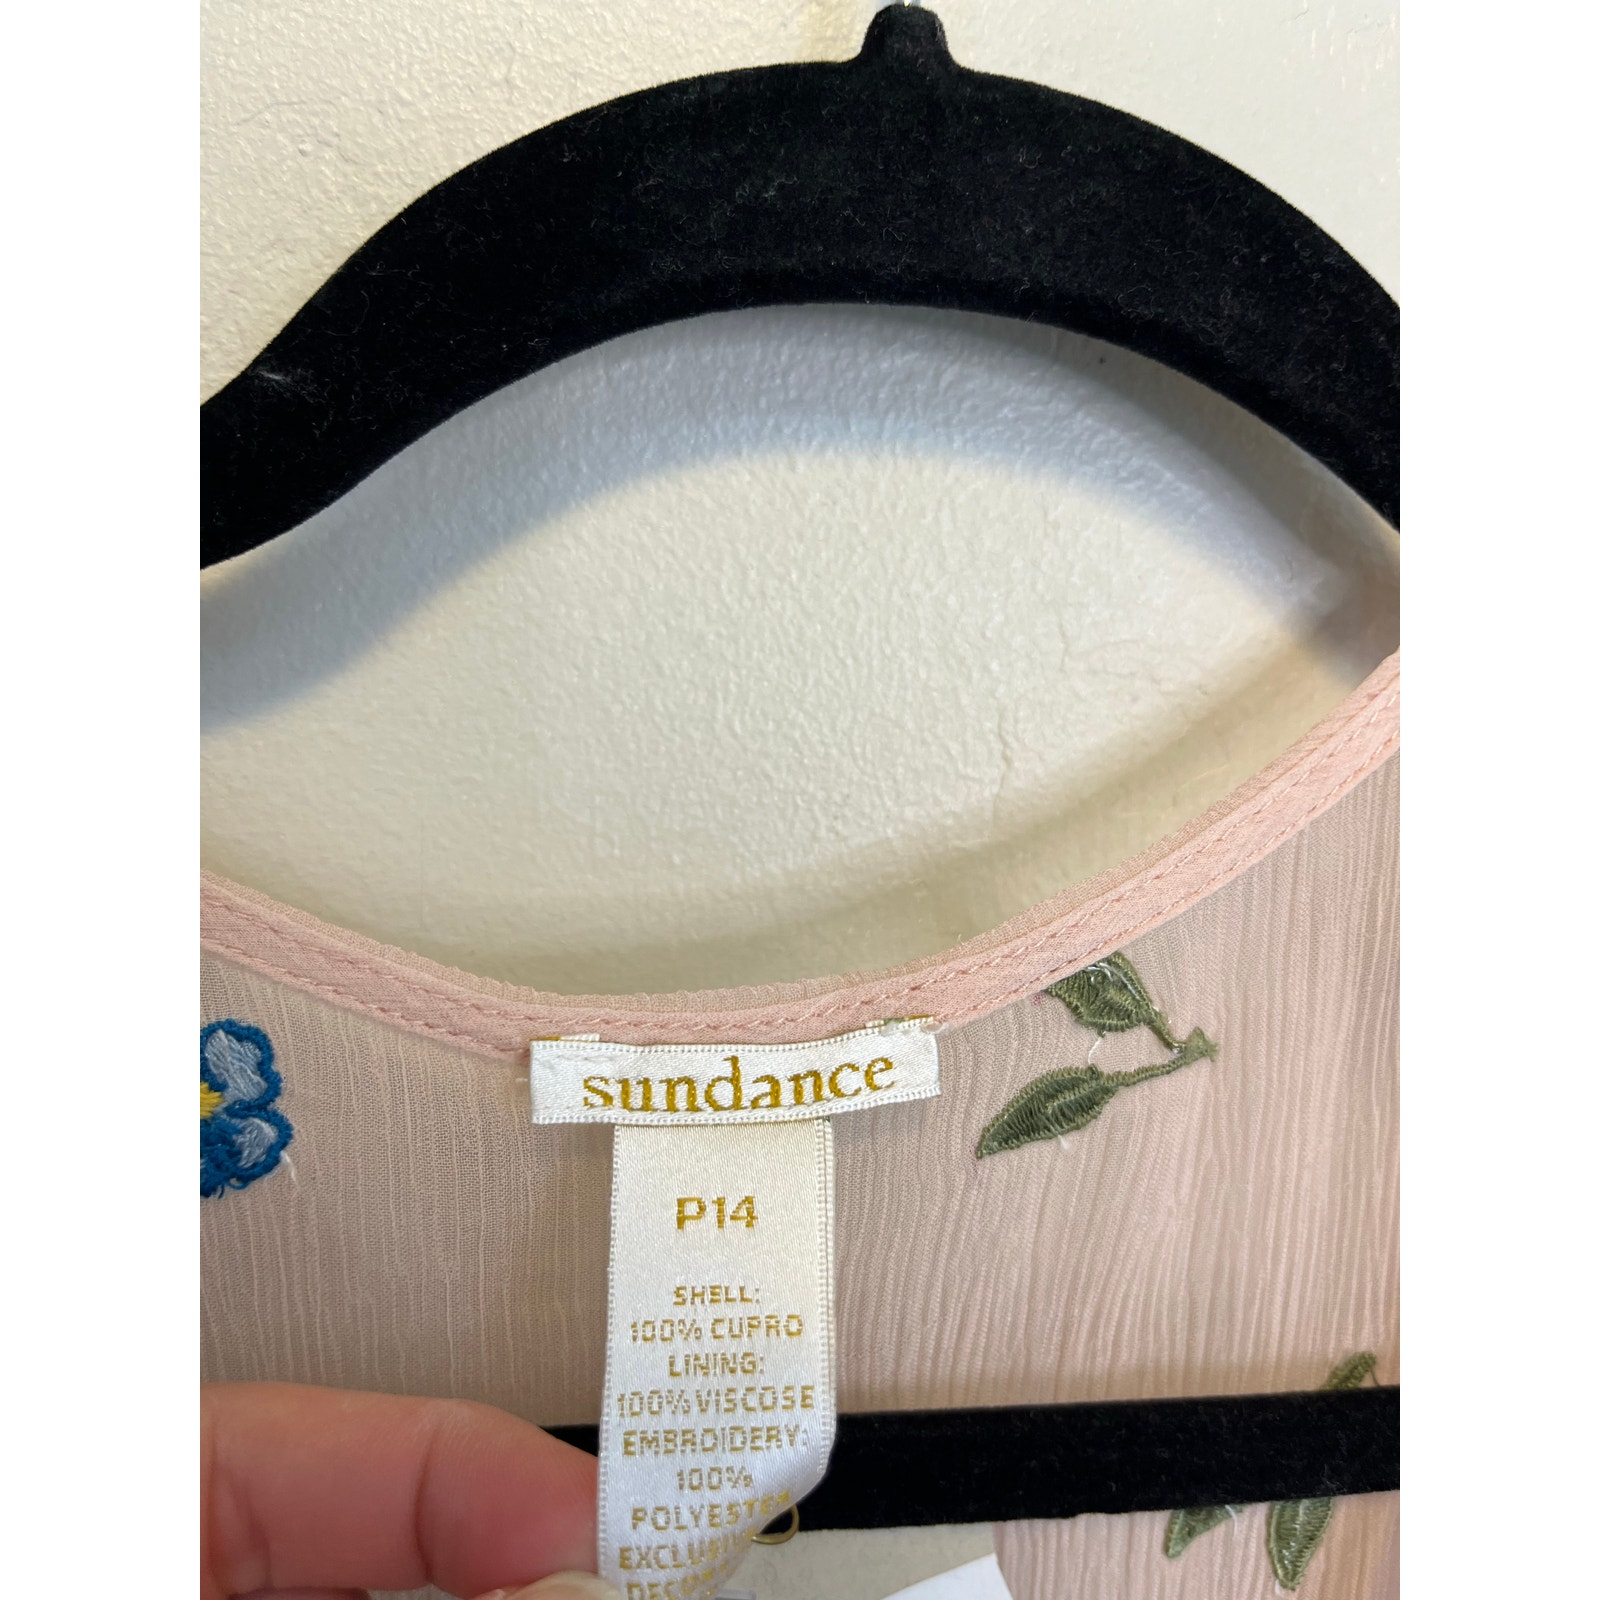 sundance
P14
SHELL:
100% CUPRO
LINING:
100% VISCOSE
EMBROIDERY:
100%
POLYESTER